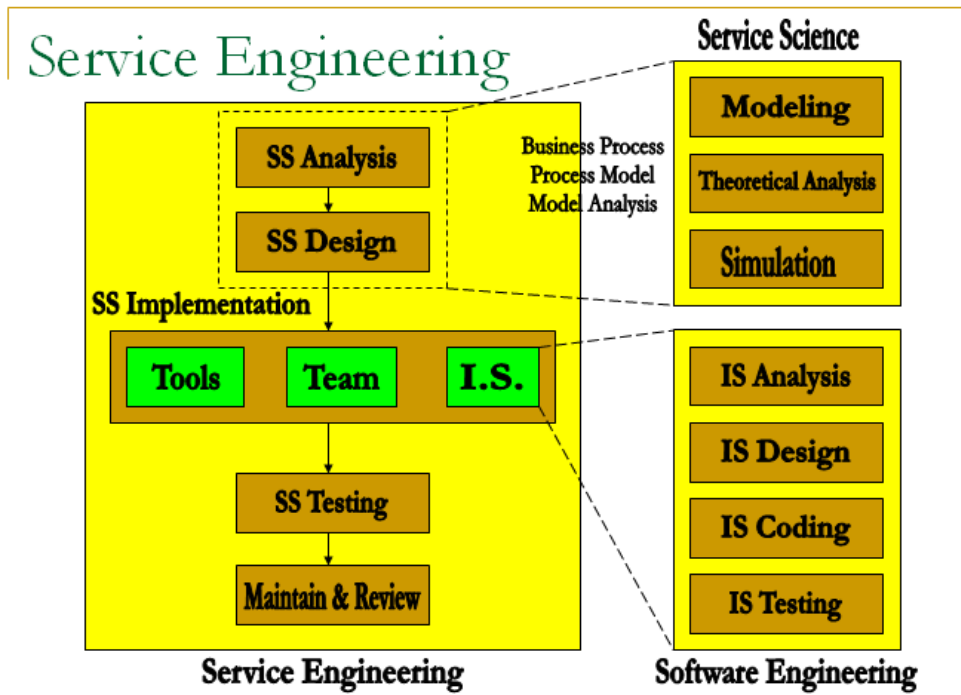 Service Engineering
Service Science
SS Analysis
SS Design
Business Process
Process Model
Model Analysis
Modeling
Theoretical Analysis
Simulation
SS Implementation
Tools
Team
I.S.
SS Testing
Maintain & Review
Service Engineering
IS Analysis
IS Design
IS Coding
IS Testing
Software Engineering